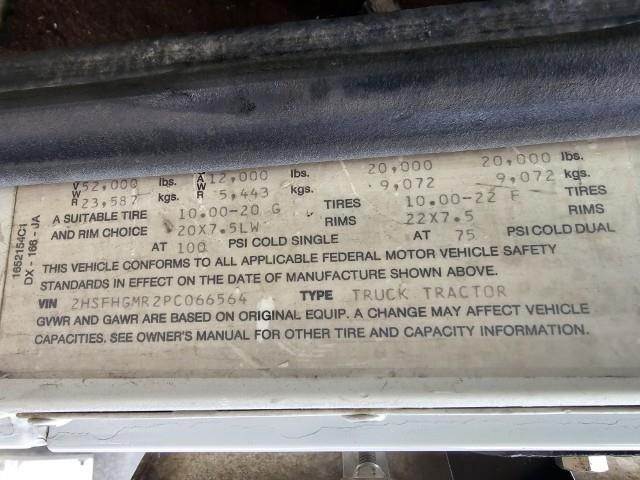 GVWR 52,000 lbs. GAWR 12,000 lbs. 20,000 20,000 lbs.
23,587 kgs. 5,443 kgs. 9,072 9,072 kgs.
A SUITABLE TIRE 10.00-20 G TIRES 10.00-22 F TIRES
AND RIM CHOICE 20X7.5LW RIMS 22X7.5 RIMS
AT 100 PSI COLD SINGLE AT 75 PSI COLD DUAL
THIS VEHICLE CONFORMS TO ALL APPLICABLE FEDERAL MOTOR VEHICLE SAFETY
STANDARDS IN EFFECT ON THE DATE OF MANUFACTURE SHOWN ABOVE.
VIN 2HSFHGMR2PC066564 TYPE TRUCK TRACTOR
GVWR AND GAWR ARE BASED ON ORIGINAL EQUIP. A CHANGE MAY AFFECT VEHICLE
CAPACITIES. SEE OWNER'S MANUAL FOR OTHER TIRE AND CAPACITY INFORMATION.
1652154C1
DX - 166 - JA